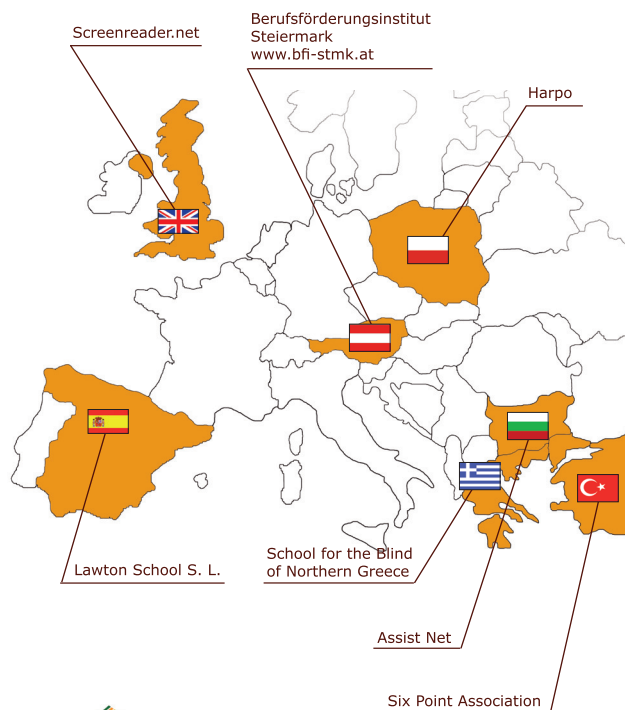 Screenreader.net
Berufsförderungsinstitut
Steiermark
www.bfi-stmk.at
Harpo
Lawton School S. L.
School for the Blind
of Northern Greece
Assist Net
Six Point Association